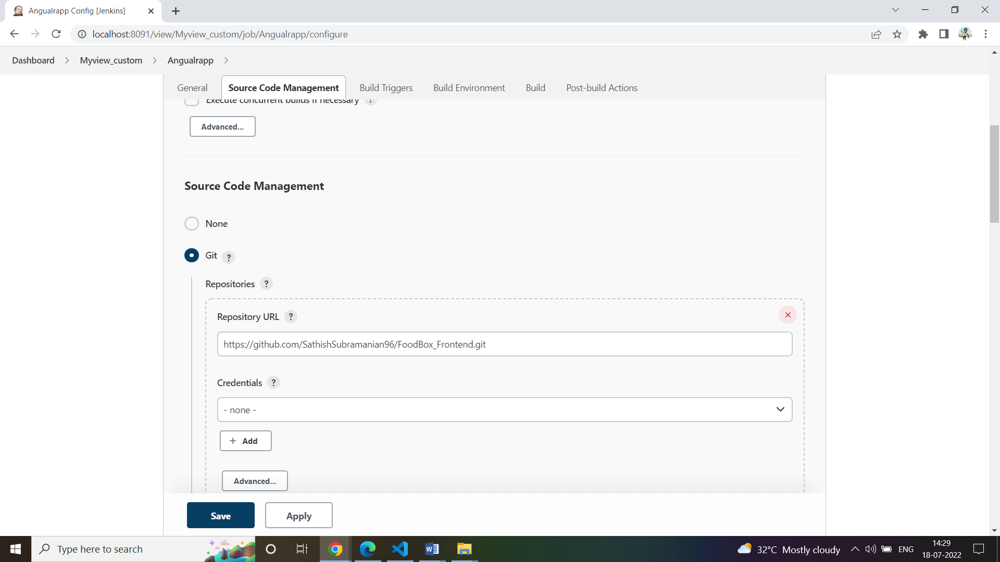 Angualrapp Config [Jenkins]
localhost:8091/view/Myview_custom/job/Angualrapp/configure
Dashboard Myview_custom Angualrapp
General Source Code Management Build Triggers Build Environment Build Post-build Actions
Execute concurrent builds if necessary ?
Advanced...
Source Code Management
None
Git ?
Repositories ?
Repository URL ?
https://github.com/SathishSubramanian96/FoodBox_Frontend.git
Credentials ?
- none -
+ Add
Advanced...
Save Apply
Type here to search
32°C Mostly cloudy
ENG
14:29
18-07-2022